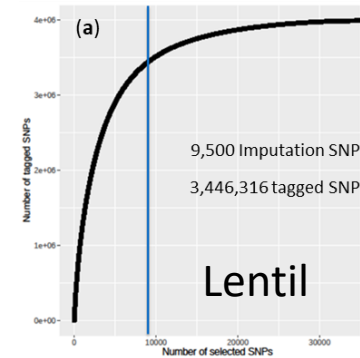 (a)
4e+06
3e+06
2e+06
1e+06
0e+00
Number of tagged SNPs
9,500 Imputation SNP
3,446,316 tagged SNP
Lentil
0
10000
20000
30000
Number of selected SNPs